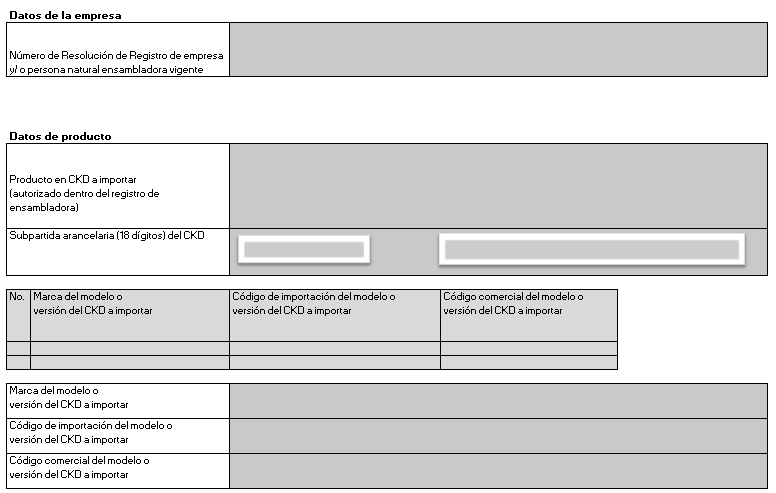 Datos de la empresa
Número de Resolución de Registro de empresa
y/ o persona natural ensambladora vigente
Datos de producto
Producto en CKD a importar
(autorizado dentro del registro de
ensambladora)
Subpartida arancelaria (18 dígitos) del CKD
No.
Marca del modelo o
versión del CKD a importar
Código de importación del modelo o
versión del CKD a importar
Código comercial del modelo o
versión del CKD a importar
Marca del modelo o
versión del CKD a importar
Código de importación del modelo o
versión del CKD a importar
Código comercial del modelo o
versión del CKD a importar